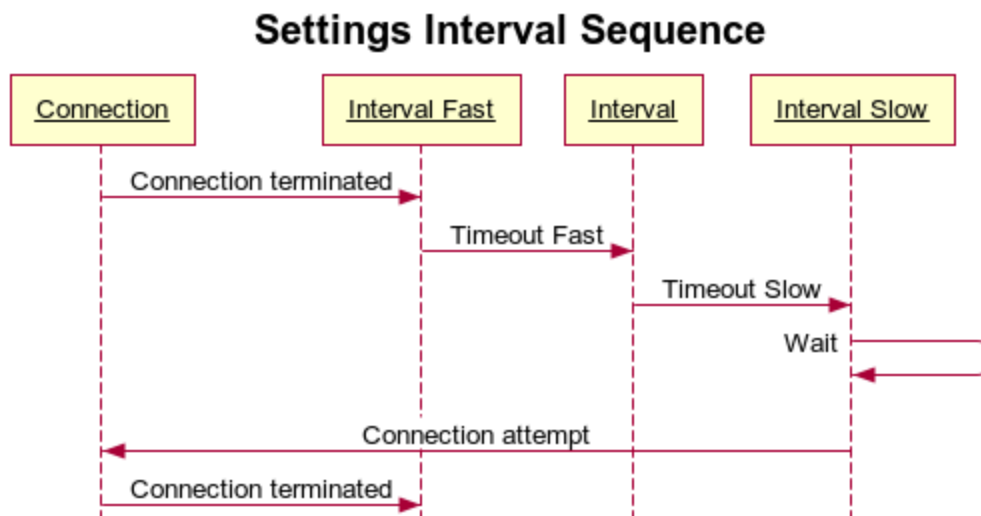 Settings Interval Sequence
Connection
Interval Fast
Interval
Interval Slow
Connection terminated
Timeout Fast
Timeout Slow
Wait
Connection attempt
Connection terminated